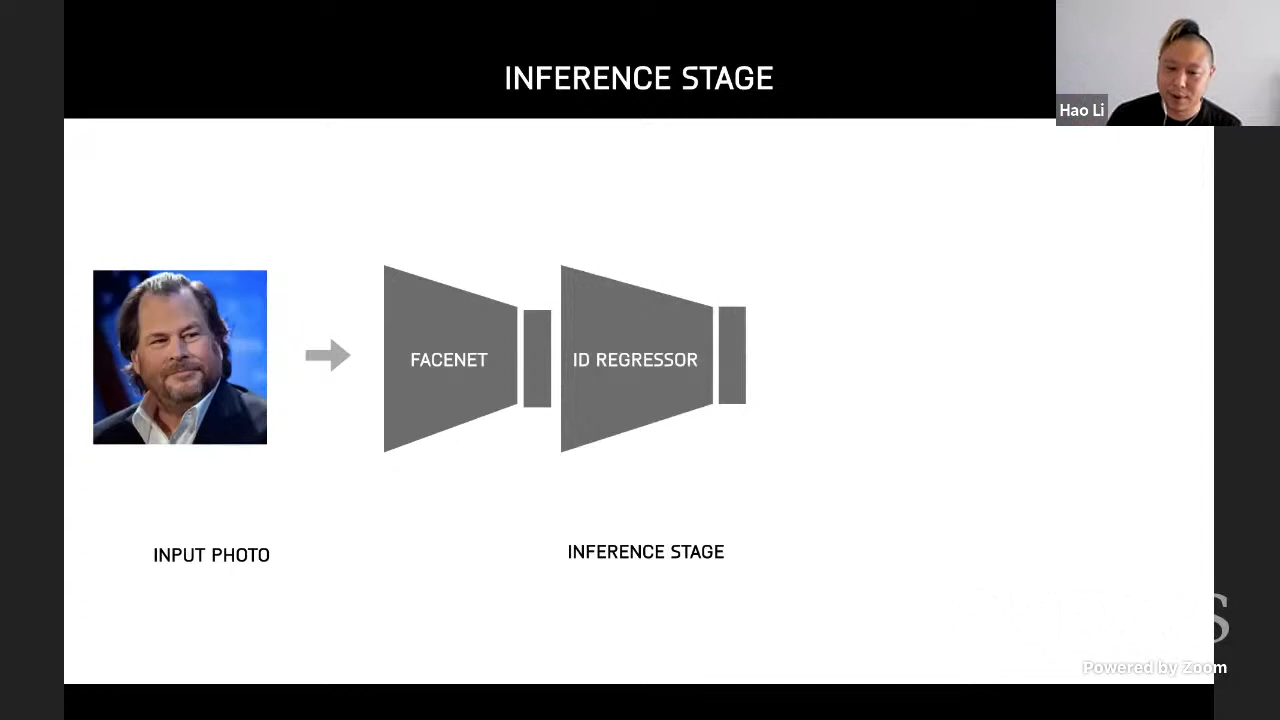 INFERENCE STAGE
Hao Li
FACENET
ID REGRESSOR
INPUT PHOTO
INFERENCE STAGE
S
Powered by Zoom